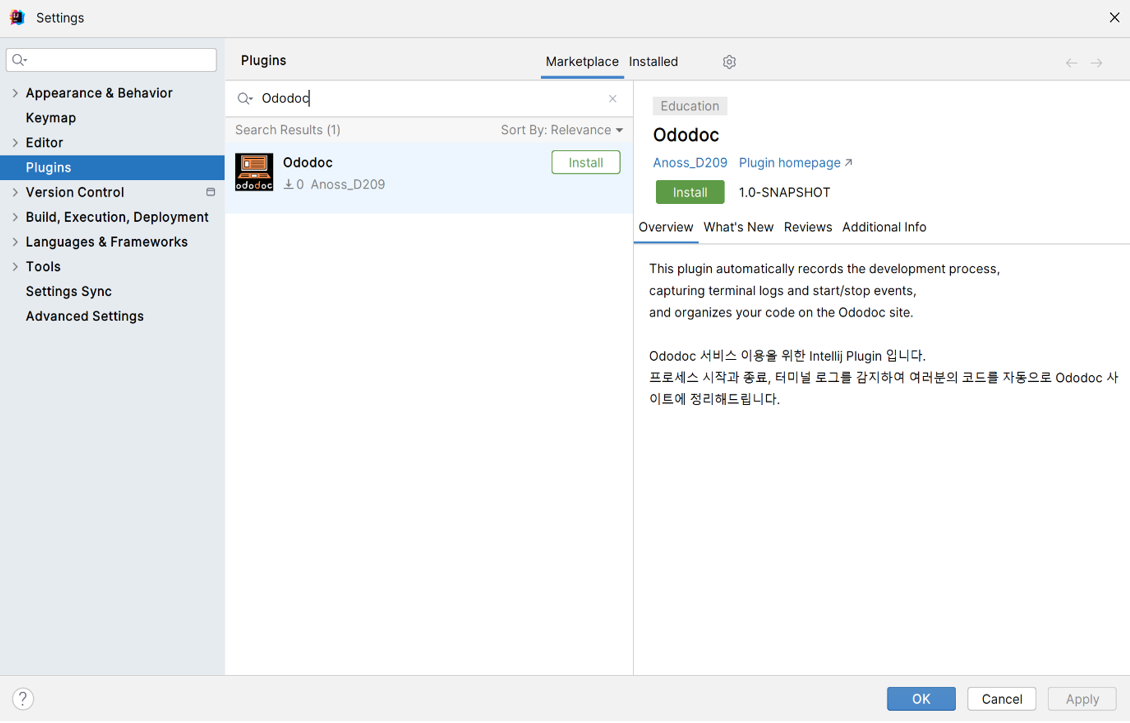 Settings
Plugins
Marketplace Installed
Appearance & Behavior
Keymap
Editor
Plugins
Version Control
Build, Execution, Deployment
Languages & Frameworks
Tools
Settings Sync
Advanced Settings
Ododoc
Search Results (1) Sort By: Relevance
ododoc
Ododoc
0 Anoss_D209
Install
Education
Ododoc
Anoss_D209 Plugin homepage
Install 1.0-SNAPSHOT
Overview What's New Reviews Additional Info
This plugin automatically records the development process,
capturing terminal logs and start/stop events,
and organizes your code on the Ododoc site.
Ododoc 서비스 이용을 위한 Intellij Plugin 입니다.
프로세스 시작과 종료, 터미널 로그를 감지하여 여러분의 코드를 자동으로 Ododoc 사
이트에 정리해드립니다.
?
OK Cancel Apply